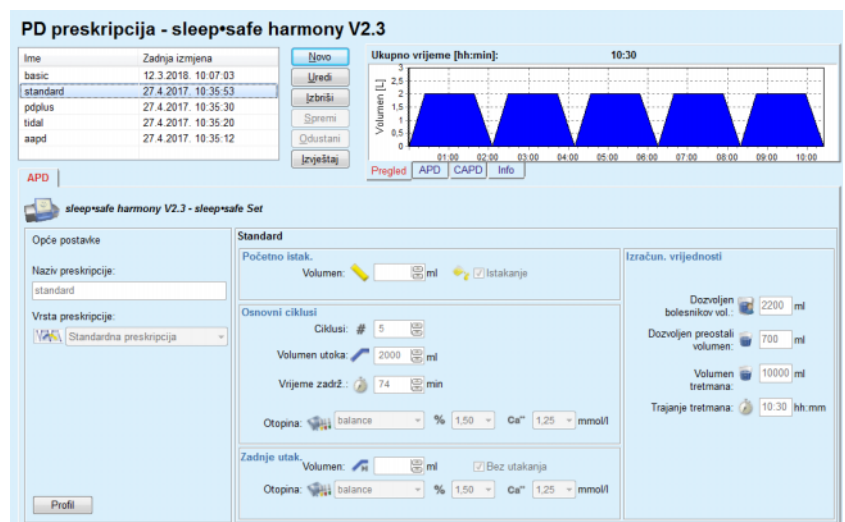 PD preskripcija - sleep•safe harmony V2.3
Ime Zadnja izmjena
basic 12.3.2018. 10:07:03
standard 27.4.2017. 10:35:53
pdplus 27.4.2017. 10:35:30
tidal 27.4.2017. 10:35:20
aapd 27.4.2017. 10:35:12
Novo
Uredi
Izbriši
Spremi
Odustani
Izvještaj
Ukupno vrijeme [hh:min]: 10:30
Volumen [L]
3
2,5
2
1,5
1
0,5
0
01:00 02:00 03:00 04:00 05:00 06:00 07:00 08:00 09:00 10:00
Pregled APD CAPD Info
APD
sleep•safe harmony V2.3 - sleep•safe Set
Opće postavke
Naziv preskripcije:
standard
Vrsta preskripcije:
Standardna preskripcija
Profil
Standard
Početno istak.
Volumen: ml Istakanje
Osnovni ciklusi
Ciklusi: # 5
Volumen utoka: 2000 ml
Vrijeme zadrž.: 74 min
Otopina: balance % 1,50 Ca⁺⁺ 1,25 mmol/l
Zadnje utak.
Volumen: ml Bez utakanja
Otopina: balance % 1,50 Ca⁺⁺ 1,25 mmol/l
Izračun. vrijednosti
Dozvoljen
bolesnikov vol.: 2200 ml
Dozvoljen preostali
volumen: 700 ml
Volumen
tretmana: 10000 ml
Trajanje tretmana: 10:30 hh:mm